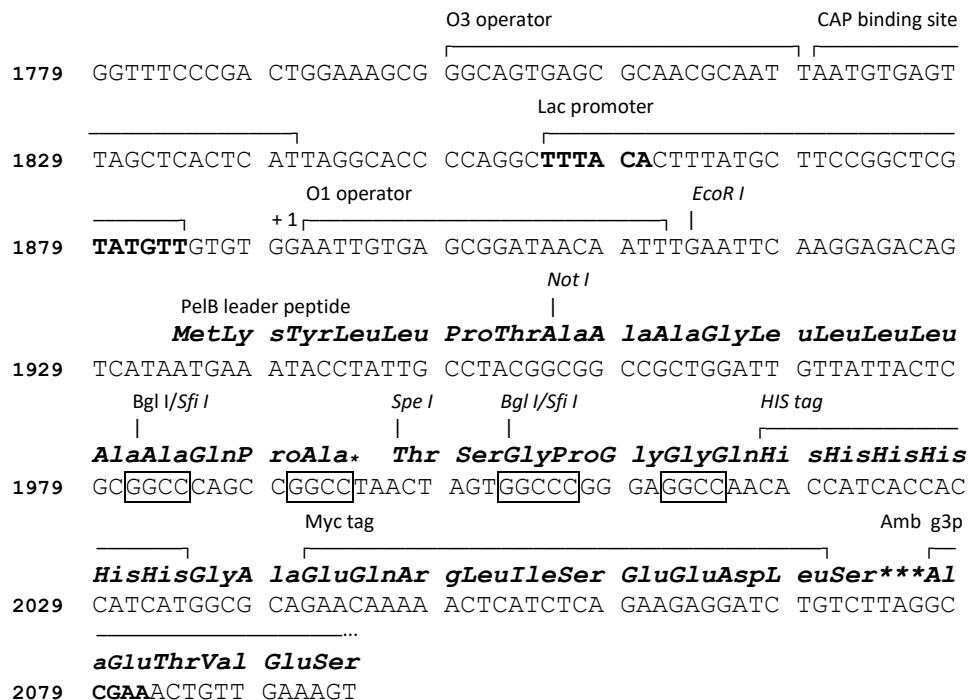 O3 operator CAP binding site
1779 GGTTTCCCGA CTGGAAAGCG GGCAGTGAGC GCAACGCAAT TAATGTGAGT
Lac promoter
1829 TAGCTCACTC ATTAGGCACC CCAGGCTTTA CACTTTATGC TTCCGGCTCG
+ 1 O1 operator EcoR I
1879 TATGTTGTGT GGAATTGTGA GCGGATAACA ATTTGAATTC AAGGAGACAG
Not I
PelB leader peptide
MetLy sTyrLeuLeu ProThrAlaA laAlaGlyLe uLeuLeuLeu
1929 TCATAATGAA ATACCTATTG CCTACGGCGG CCGCTGGATT GTTATTACTC
Bgl I/Sfi I Spe I Bgl I/Sfi I HIS tag
AlaAlaGlnP roAla* Thr SerGlyProG lyGlyGlnHi sHisHisHis
1979 GCGGCCCAGC CGGCCTAACT AGTGGCCCGG GAGGCCAACA CCATCACCAC
Myc tag Amb g3p
HisHisGlyA laGluGlnAr gLeuIleSer GluGluAspL euSer***Al
2029 CATCATGGCG CAGAACAAAA ACTCATCTCA GAAGAGGATC TGTCTTAGGC
...
aGluThrVal GluSer
2079 CGAAACTGTT GAAAGT